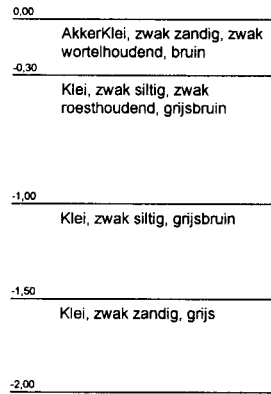 0,00
AkkerKlei, zwak zandig, zwak
wortelhoudend, bruin
-0,30
Klei, zwak siltig, zwak
roesthoudend, grijsbruin
-1,00
Klei, zwak siltig, grijsbruin
-1,50
Klei, zwak zandig, grijs
-2,00